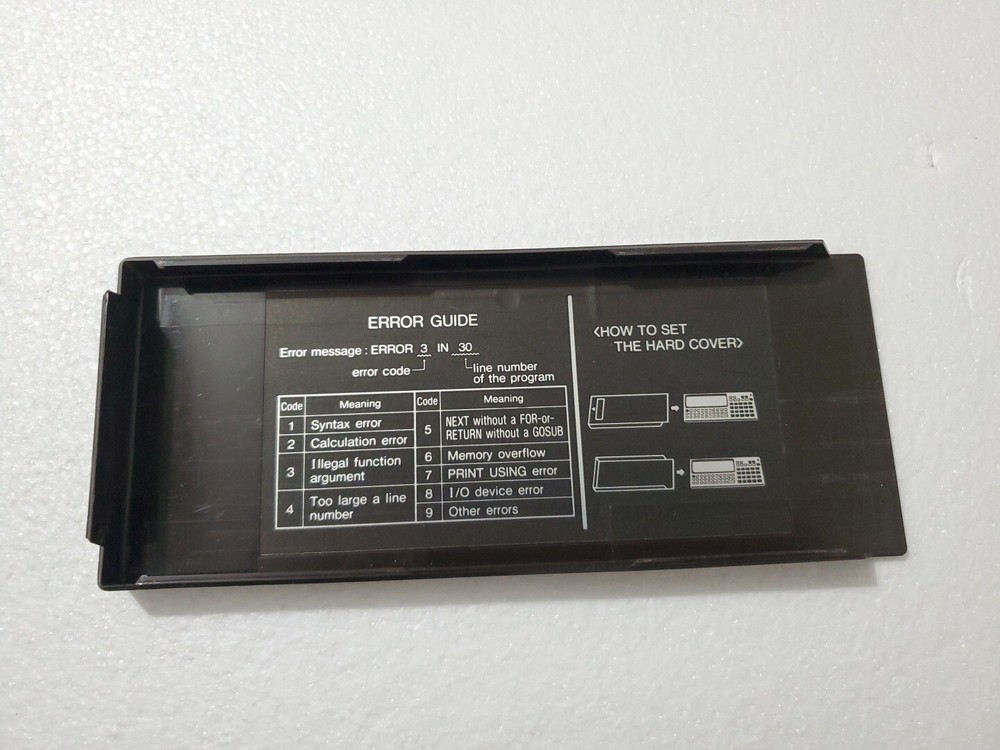 ERROR GUIDE
Error message : ERROR 3 IN 30
error code
line number
of the program
Code Meaning
1 Syntax error
2 Calculation error
3 Illegal function
argument
4 Too large a line
number
Code Meaning
5 NEXT without a FOR-or-
RETURN without a GOSUB
6 Memory overflow
7 PRINT USING error
8 I/O device error
9 Other errors
<HOW TO SET
THE HARD COVER>